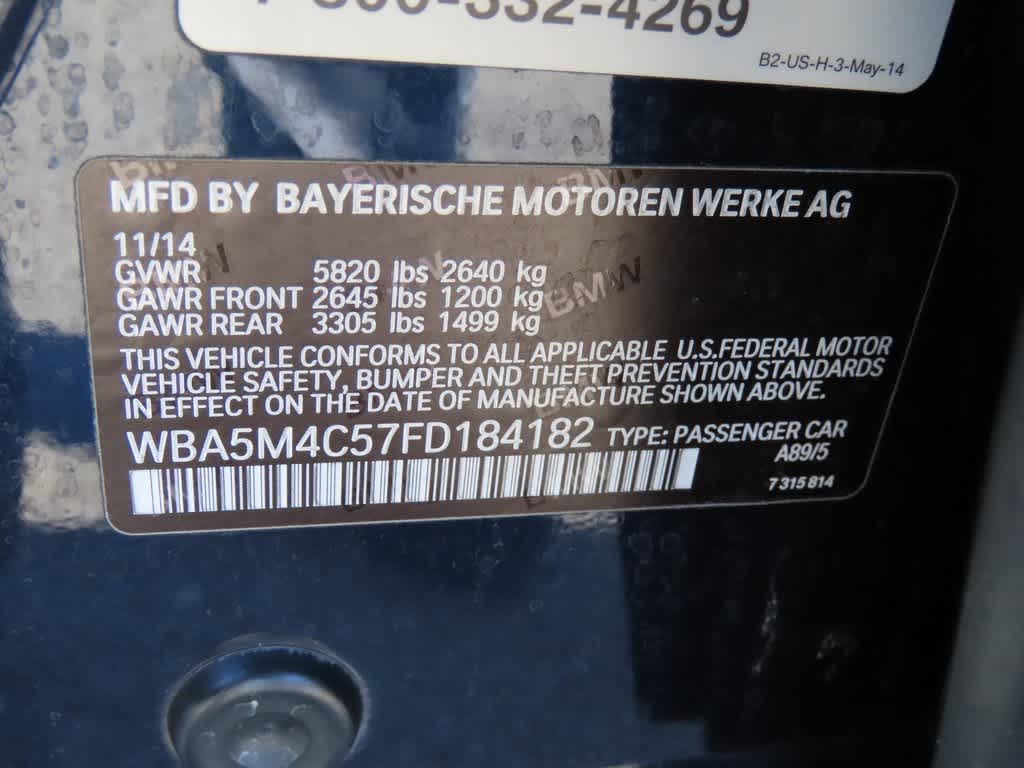 332-4269
B2-US-H-3-May-14
MFD BY BAYERISCHE MOTOREN WERKE AG
11/14
GVWR 5820 lbs 2640 kg
GAWR FRONT 2645 lbs 1200 kg
GAWR REAR 3305 lbs 1499 kg
THIS VEHICLE CONFORMS TO ALL APPLICABLE U.S.FEDERAL MOTOR
VEHICLE SAFETY, BUMPER AND THEFT PREVENTION STANDARDS
IN EFFECT ON THE DATE OF MANUFACTURE SHOWN ABOVE.
WBA5M4C57FD184182 TYPE: PASSENGER CAR
A89/5
7 315 814